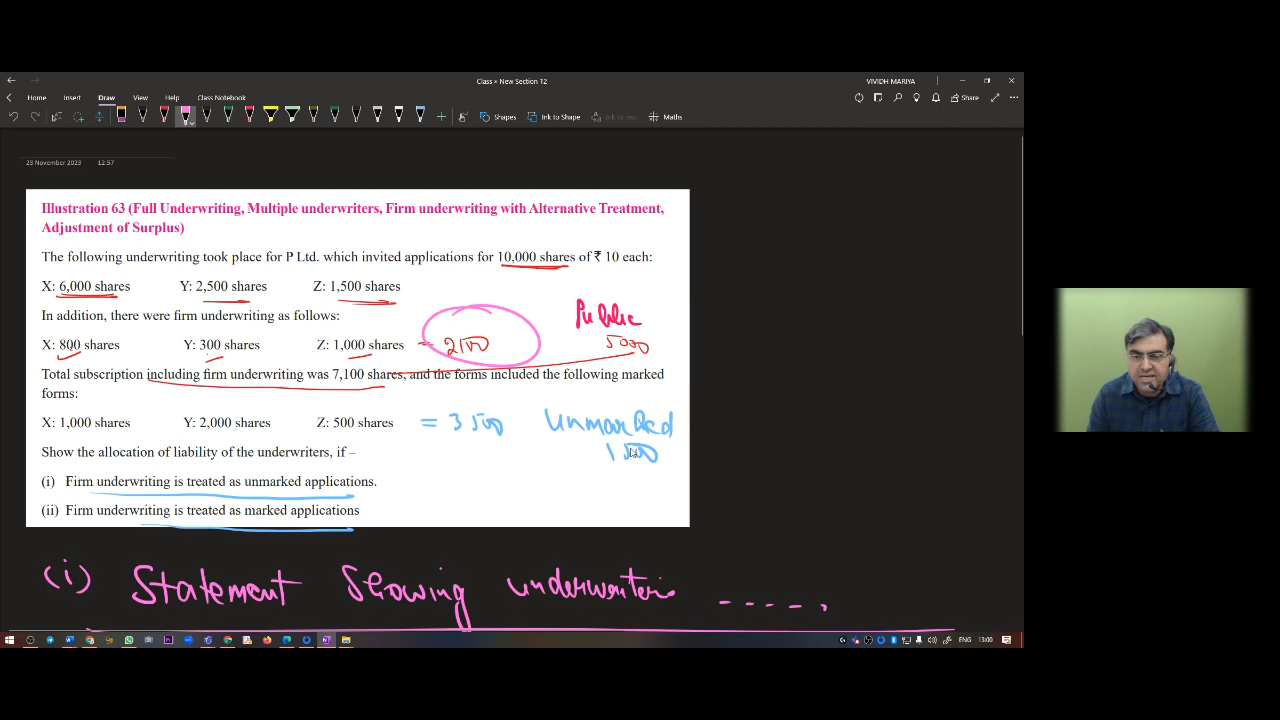 Class » New Section 12
VIVIDH MARIYA
Home Insert Draw View Help Class Notebook
Share
Shapes Ink to Shape Ink to Text Maths
23 November 2023 12:57
Illustration 63 (Full Underwriting, Multiple underwriters, Firm underwriting with Alternative Treatment,
Adjustment of Surplus)
The following underwriting took place for P Ltd. which invited applications for 10,000 shares of ₹ 10 each:
X: 6,000 shares Y: 2,500 shares Z: 1,500 shares
In addition, there were firm underwriting as follows:
Public
X: 800 shares Y: 300 shares Z: 1,000 shares = 2100 5000
Total subscription including firm underwriting was 7,100 shares, and the forms included the following marked
forms:
X: 1,000 shares Y: 2,000 shares Z: 500 shares = 3500 Unmarked
1500
Show the allocation of liability of the underwriters, if –
(i) Firm underwriting is treated as unmarked applications.
(ii) Firm underwriting is treated as marked applications
(i) Statement Showing underwriters ....,
ENG 13:00